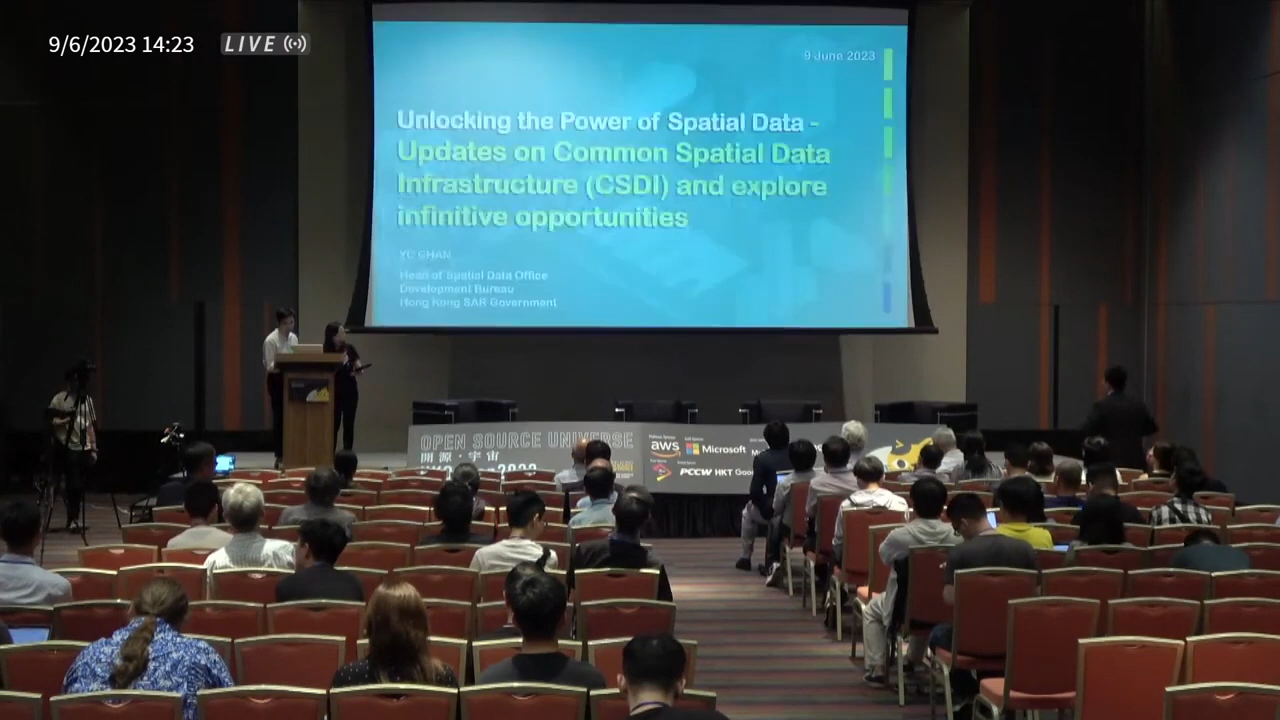 9/6/2023 14:23
LIVE
9 June 2023
Unlocking the Power of Spatial Data -
Updates on Common Spatial Data
Infrastructure (CSDI) and explore
infinitive opportunities
YC CHAN
Head of Spatial Data Office
Development Bureau
Hong Kong SAR Government
OPEN SOURCE UNIVERSE
開源·宇宙
aws
Microsoft
PCCW HKT